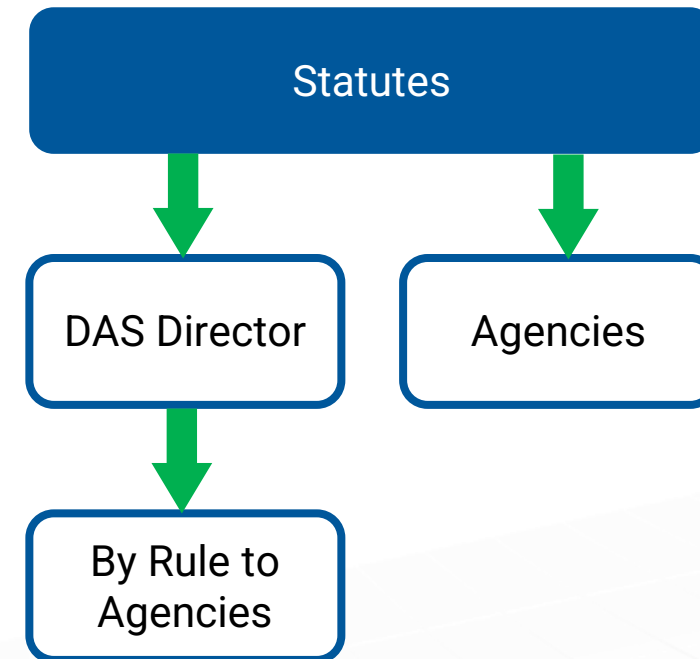 Statutes
DAS Director
Agencies
By Rule to
Agencies